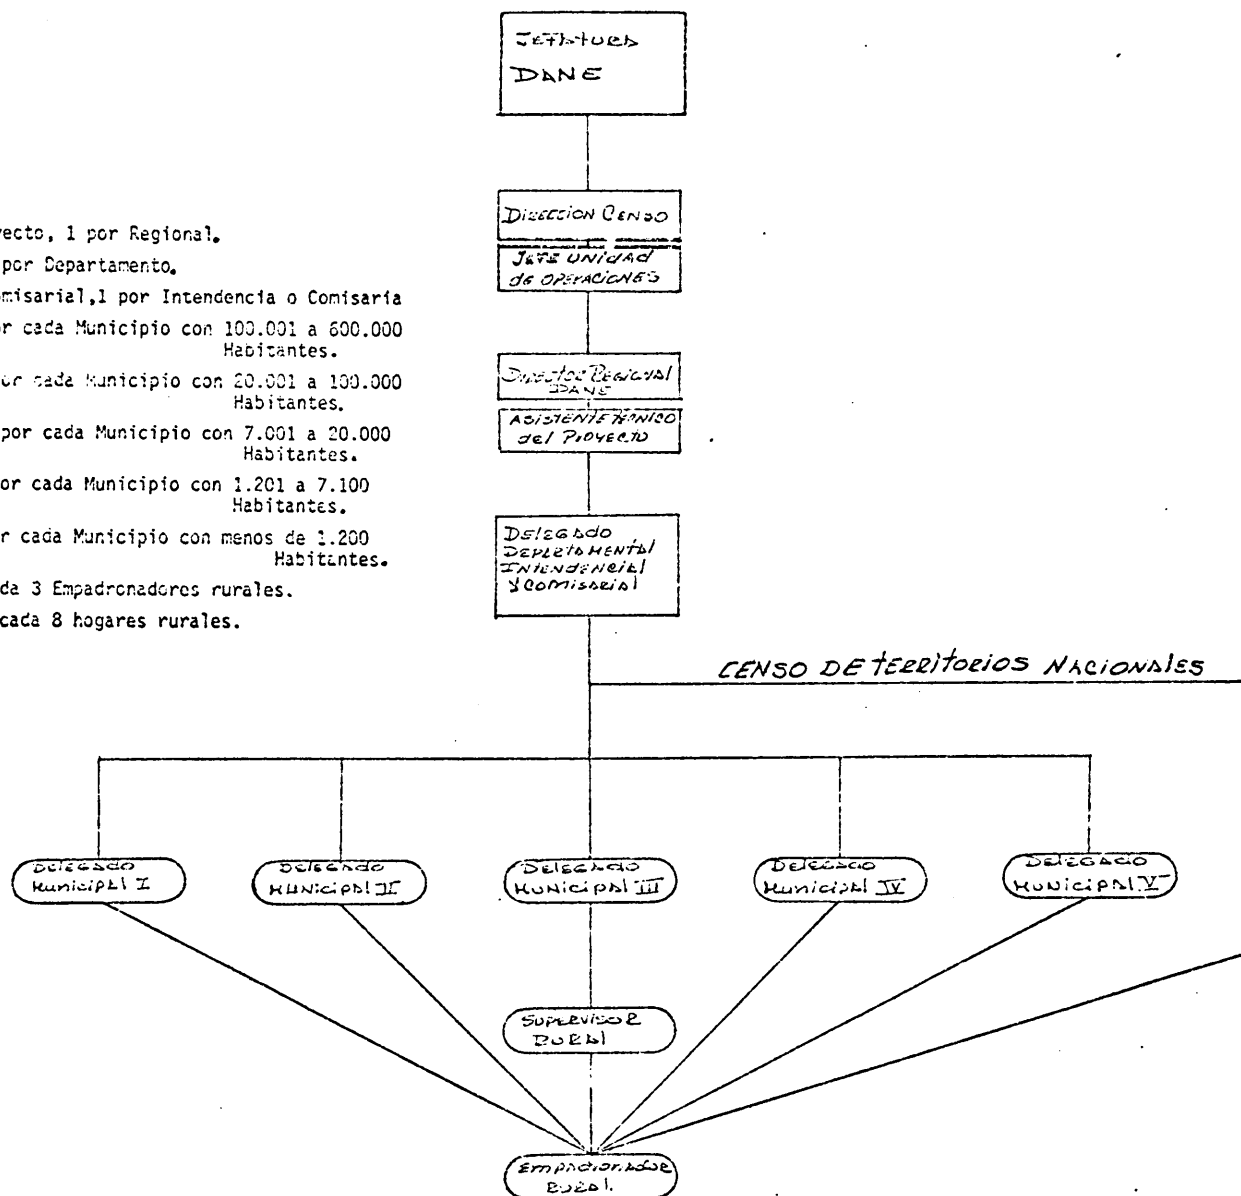 JEFATURA
DANE
DIRECCION CENSO
JEFE UNIDAD
de OPERACIONES
DIRECTOR REGIONAL
DANE
ASISTENTE TECNICO
del PROYECTO
DELEGADO
DEPARTAMENTAL
INTENDENCIAL
Y COMISARIAL
yecto, 1 por Regional.
por Departamento.
omisarial,1 por Intendencia o Comisaría
or cada Municipio con 100.001 a 600.000
Habitantes.
or cada Municipio con 20.001 a 100.000
Habitantes.
por cada Municipio con 7.001 a 20.000
Habitantes.
or cada Municipio con 1.201 a 7.100
Habitantes.
r cada Municipio con menos de 1.200
Habitantes.
da 3 Empadronadores rurales.
cada 8 hogares rurales.
CENSO DE TERRITORIOS NACIONALES
DELEGADO
MUNICIPAL I
DELEGADO
MUNICIPAL II
DELEGADO
MUNICIPAL III
DELEGADO
MUNICIPAL IV
DELEGADO
MUNICIPAL V
SUPERVISOR
RURAL
EMPADRONADOR
RURAL.